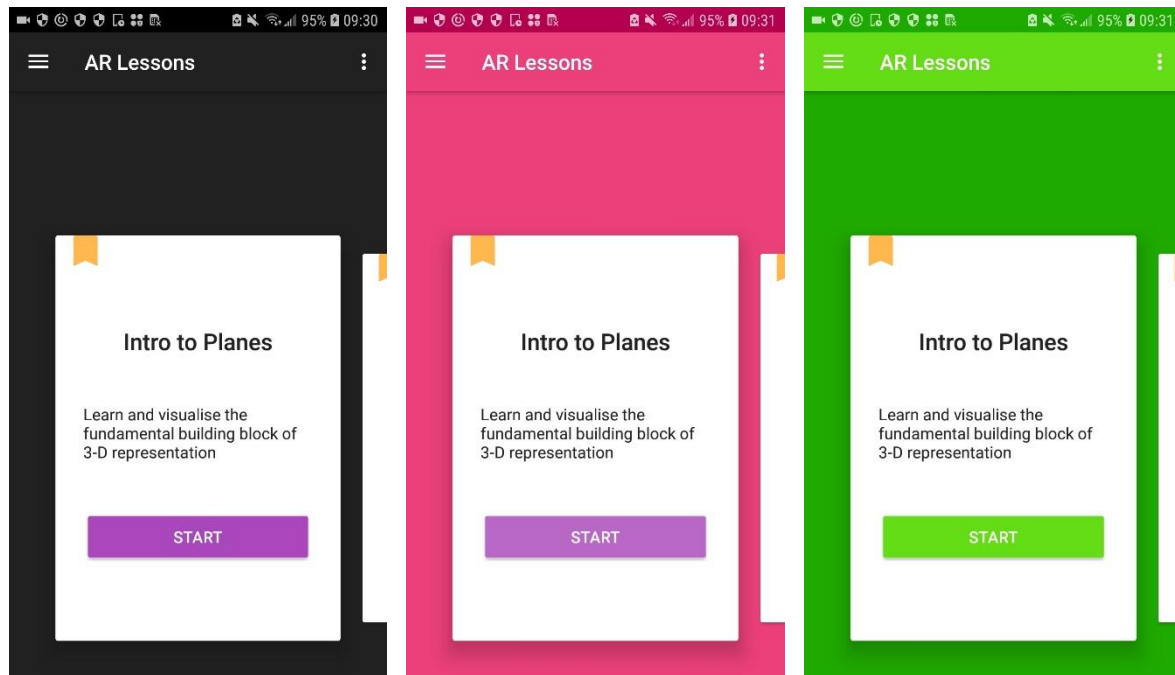 95% 09:30
AR Lessons
Intro to Planes
Learn and visualise the
fundamental building block of
3-D representation
START
95% 09:31
AR Lessons
Intro to Planes
Learn and visualise the
fundamental building block of
3-D representation
START
95% 09:31
AR Lessons
Intro to Planes
Learn and visualise the
fundamental building block of
3-D representation
START